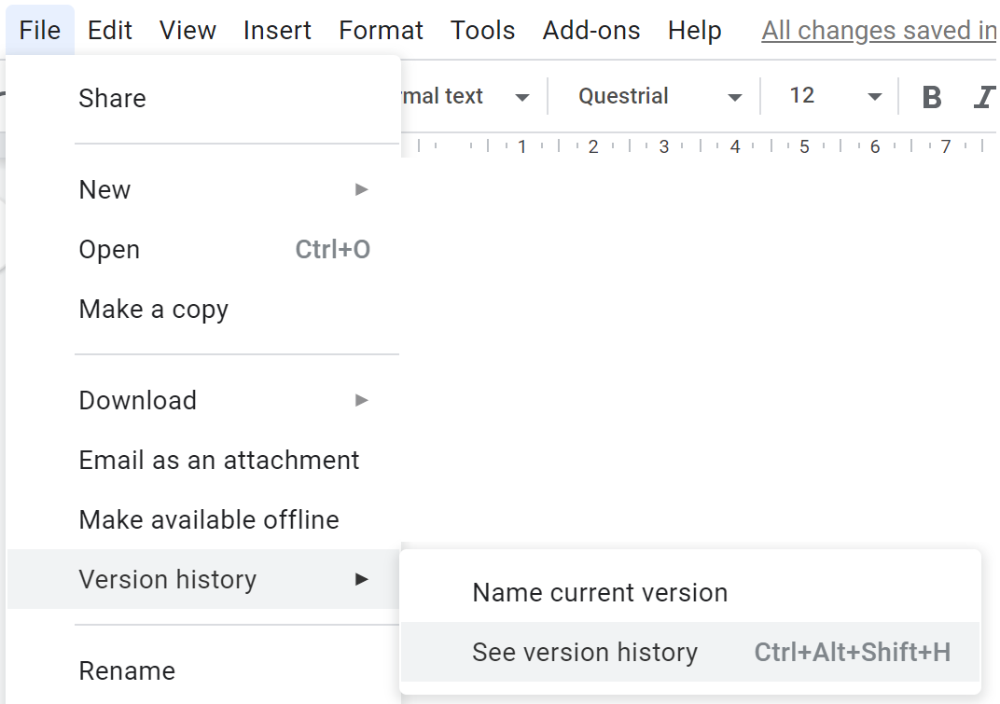 File Edit View Insert Format Tools Add-ons Help All changes saved in
Share
text Questrial 12 B I
1 2 3 4 5 6 7
New
Open Ctrl+O
Make a copy
Download
Email as an attachment
Make available offline
Version history
Name current version
See version history Ctrl+Alt+Shift+H
Rename